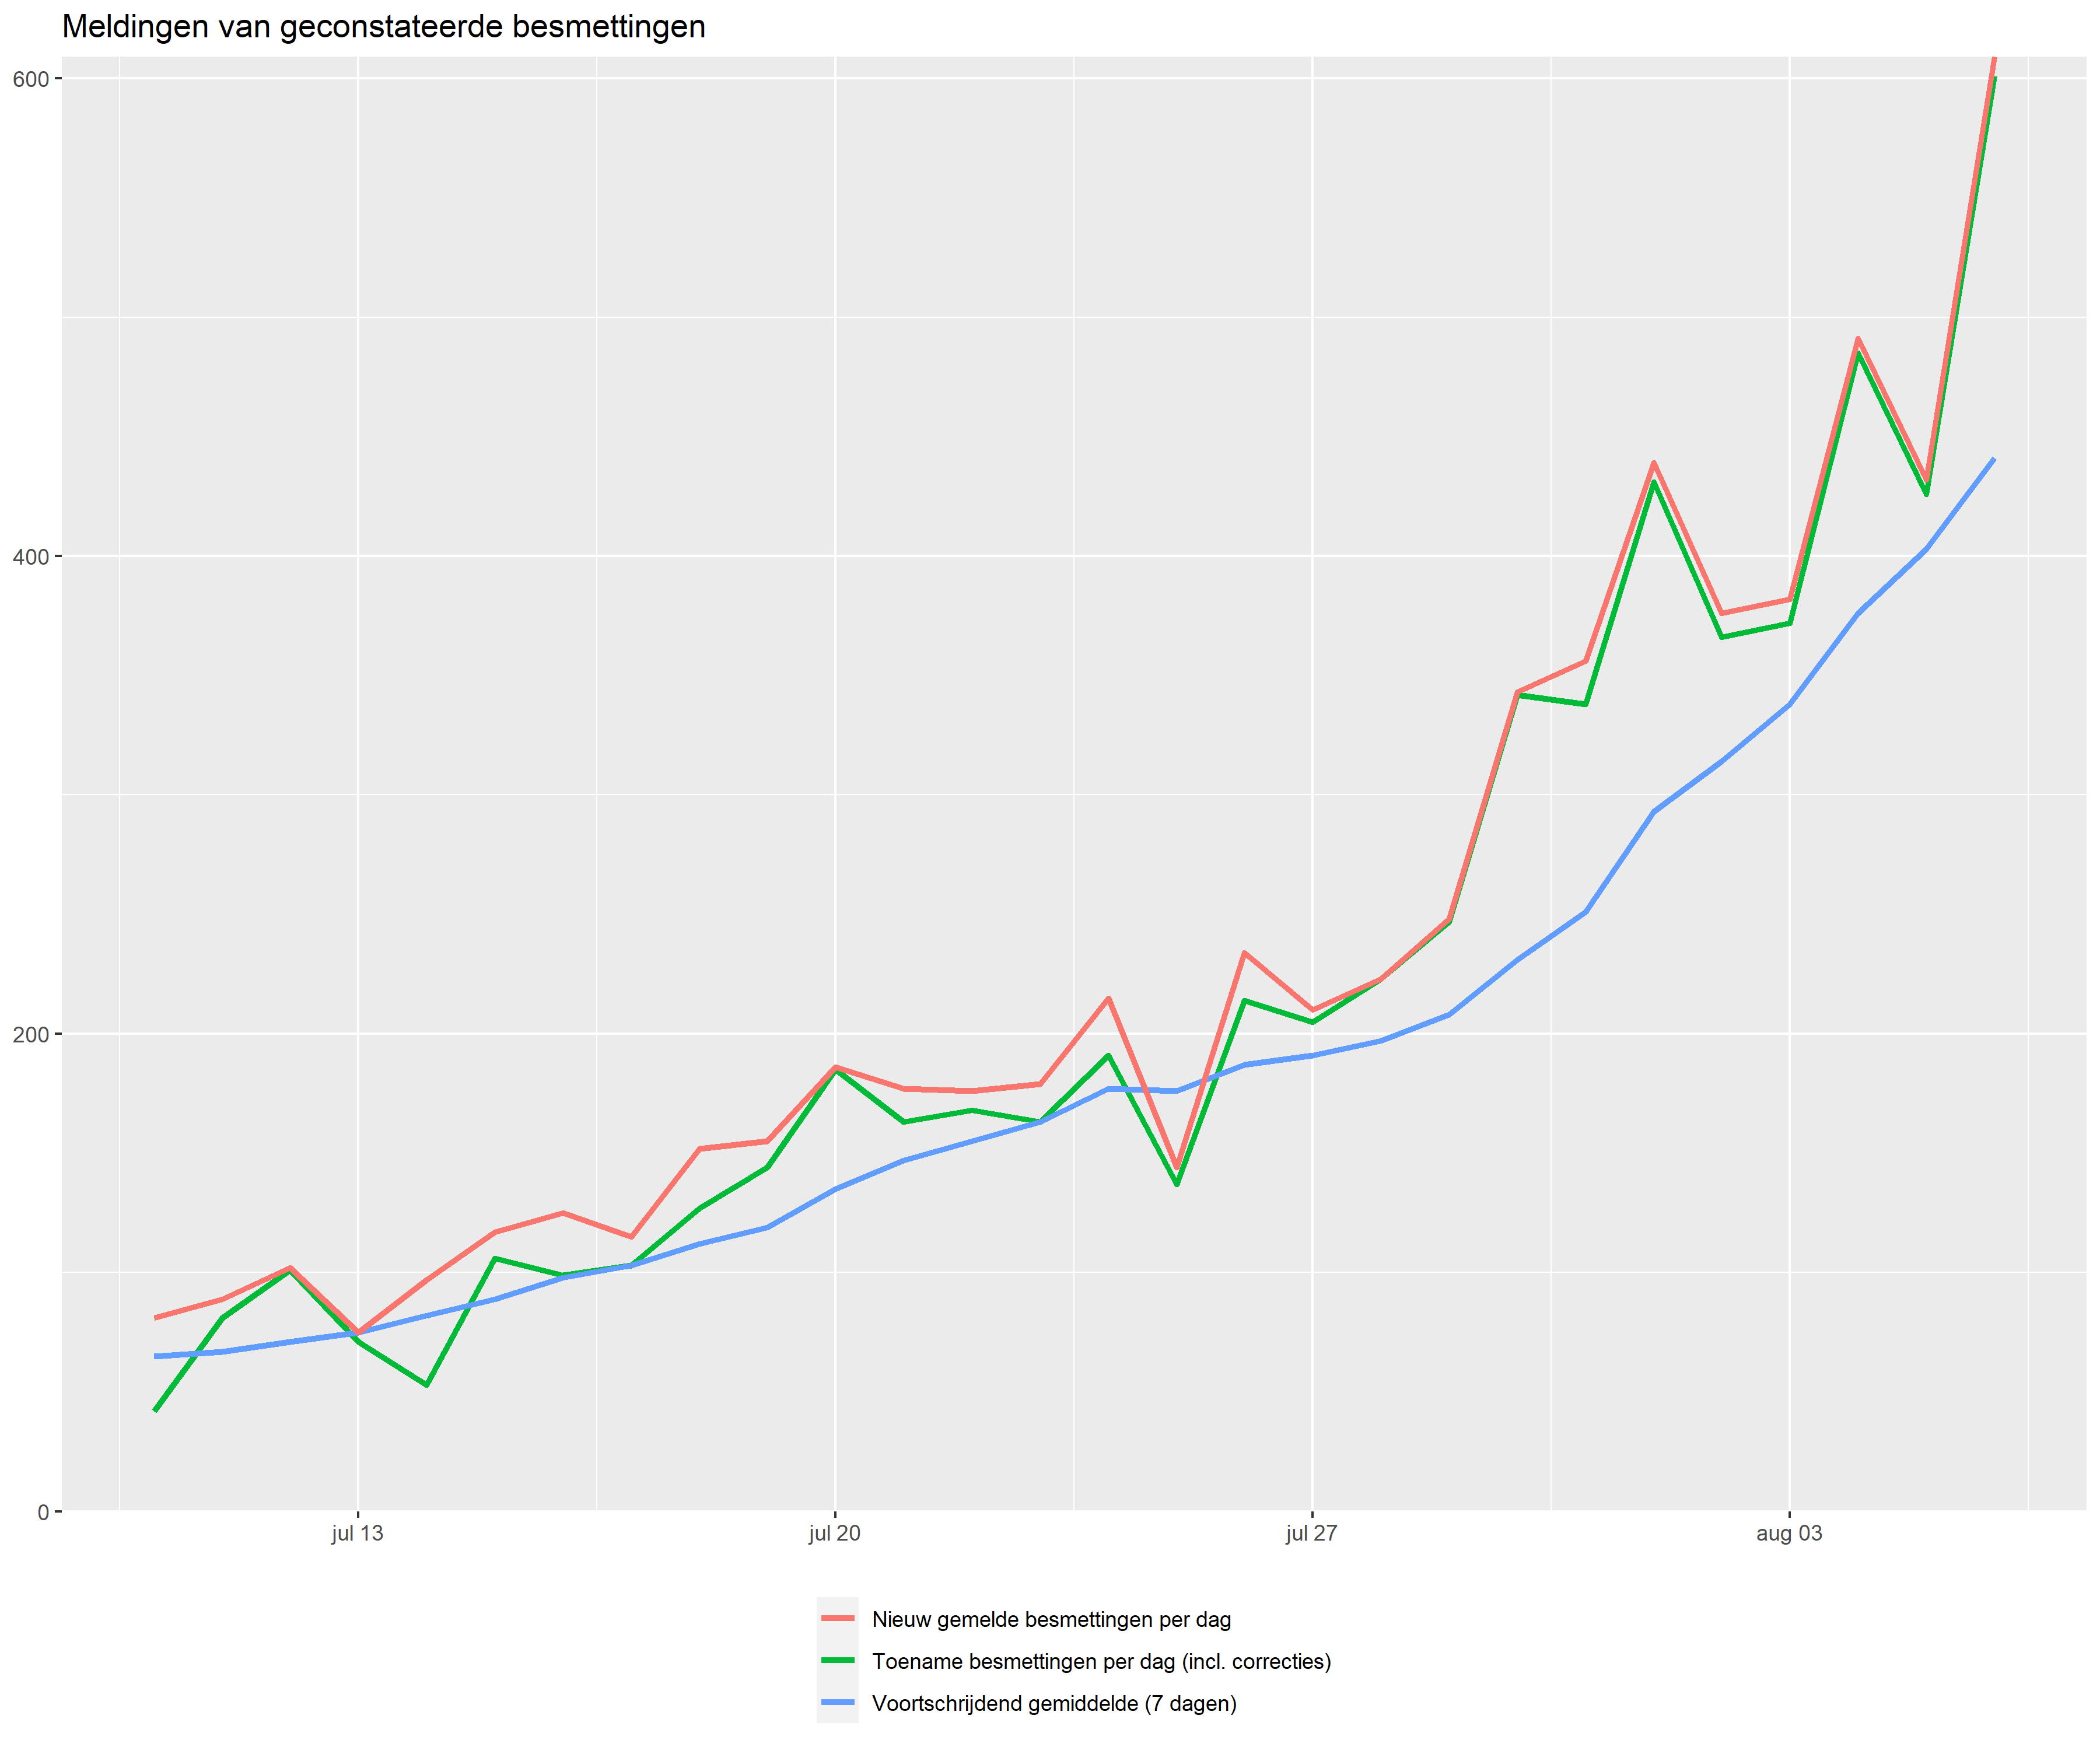 Meldingen van geconstateerde besmettingen
600
400
200
0
jul 13
jul 20
jul 27
aug 03
Nieuw gemelde besmettingen per dag
Toename besmettingen per dag (incl. correcties)
Voortschrijdend gemiddelde (7 dagen)